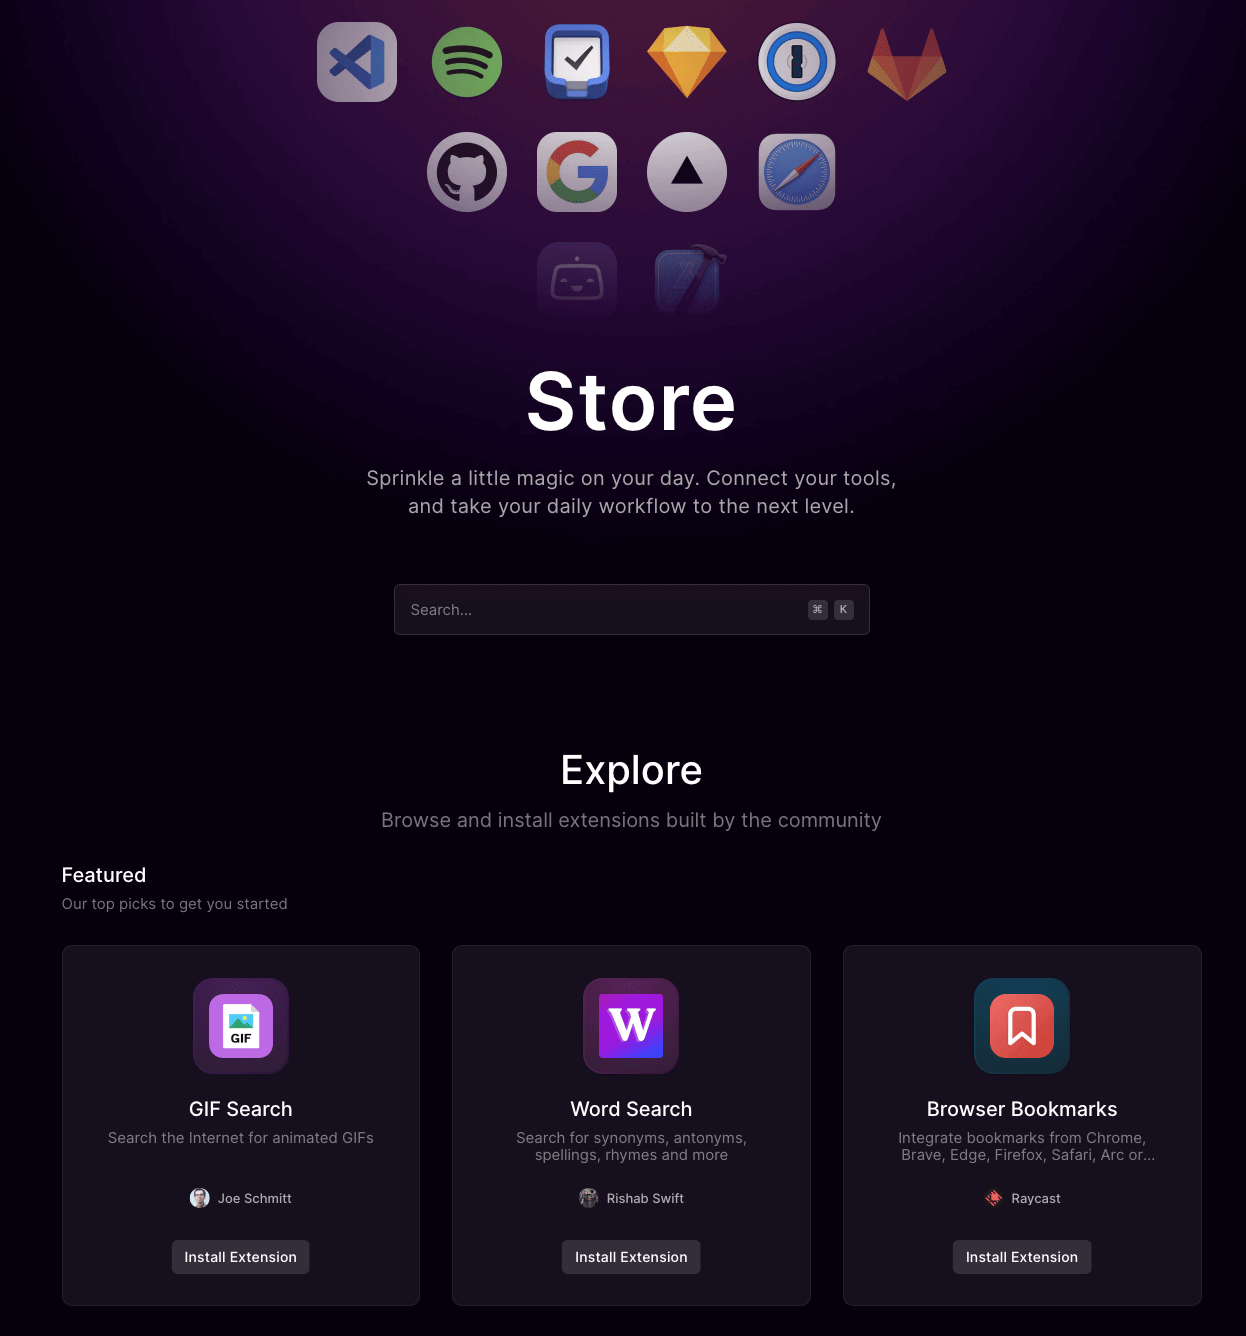 Store
Sprinkle a little magic on your day. Connect your tools,
and take your daily workflow to the next level.
Search...
⌘ K
Explore
Browse and install extensions built by the community
Featured
Our top picks to get you started
GIF
GIF Search
Search the Internet for animated GIFs
Joe Schmitt
Install Extension
W
Word Search
Search for synonyms, antonyms,
spellings, rhymes and more
Rishab Swift
Install Extension
Browser Bookmarks
Integrate bookmarks from Chrome,
Brave, Edge, Firefox, Safari, Arc or...
Raycast
Install Extension